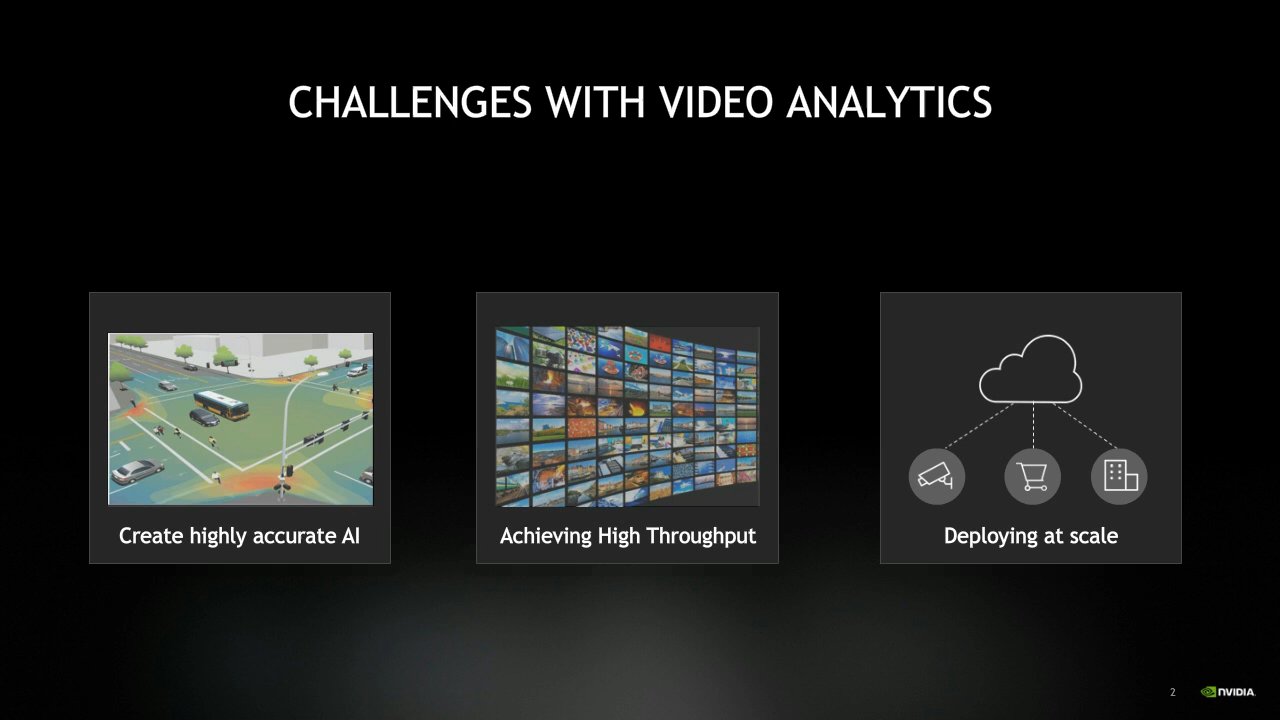 CHALLENGES WITH VIDEO ANALYTICS
Create highly accurate AI
Achieving High Throughput
Deploying at scale
2
NVIDIA.